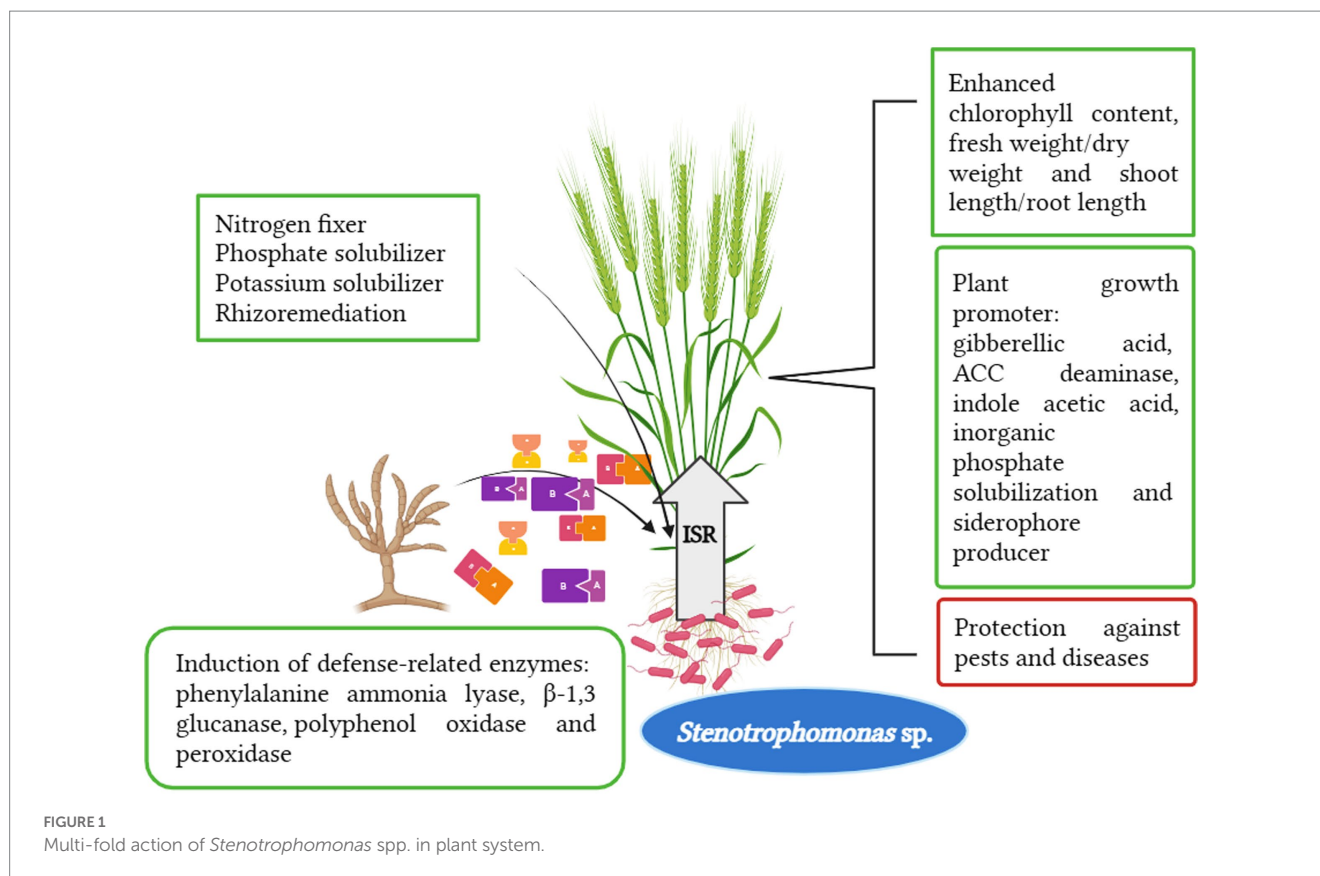 Enhanced
chlorophyll content,
fresh weight/dry
weight and shoot
length/root length
Nitrogen fixer
Phosphate solubilizer
Potassium solubilizer
Rhizoremediation
Plant growth
promoter:
gibberellic acid,
ACC deaminase,
indole acetic acid,
inorganic
phosphate
solubilization and
siderophore
producer
B A
B A
B A
ISR
Protection against
pests and diseases
Induction of defense-related enzymes:
phenylalanine ammonia lyase, β-1,3
glucanase, polyphenol oxidase and
peroxidase
Stenotrophomonas sp.
FIGURE 1
Multi-fold action of Stenotrophomonas spp. in plant system.